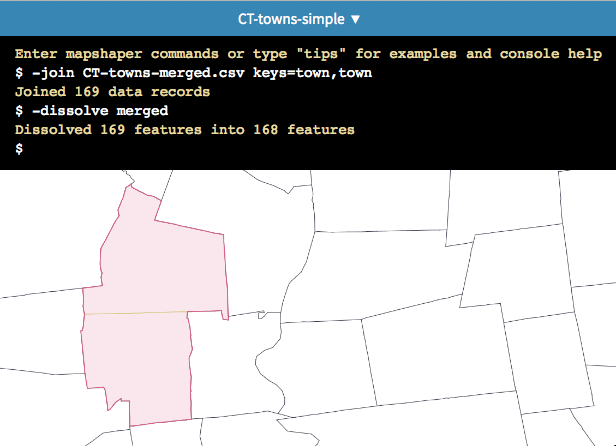 CT-towns-simple ▼
Enter mapshaper commands or type "tips" for examples and console help
$ -join CT-towns-merged.csv keys=town,town
Joined 169 data records
$ -dissolve merged
Dissolved 169 features into 168 features
$